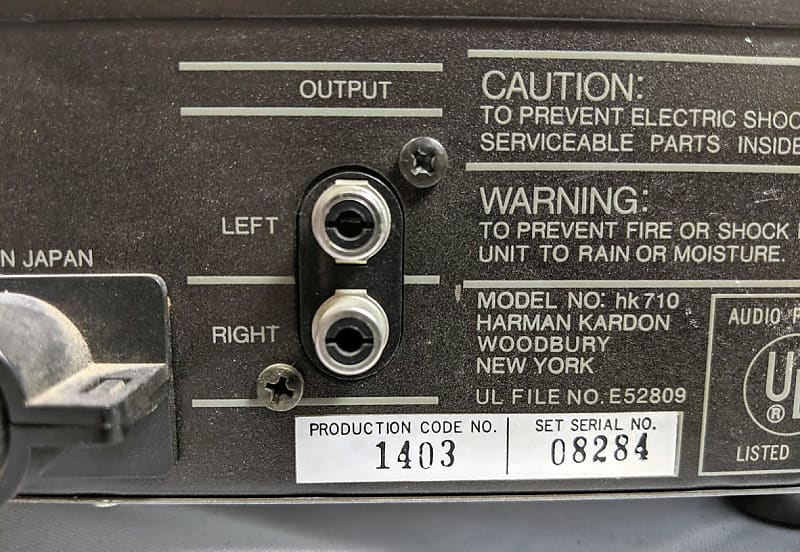 OUTPUT
LEFT
N JAPAN
RIGHT
CAUTION:
TO PREVENT ELECTRIC SHOC
SERVICEABLE PARTS INSIDE
WARNING:
TO PREVENT FIRE OR SHOCK
UNIT TO RAIN OR MOISTURE.
MODEL NO: hk710
HARMAN KARDON
WOODBURY
NEW YORK
UL FILE NO. E52809
AUDIO
UL
®
LISTED
PRODUCTION CODE NO.
1403
SET SERIAL NO.
08284